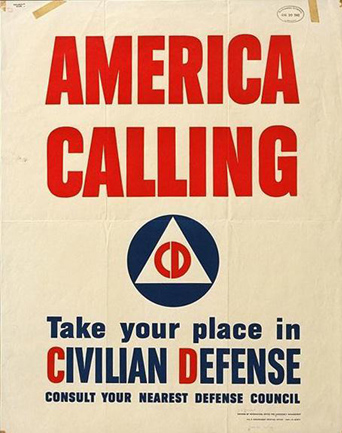 AMERICA
CALLING
CD
Take your place in
CIVILIAN DEFENSE
CONSULT YOUR NEAREST DEFENSE COUNCIL